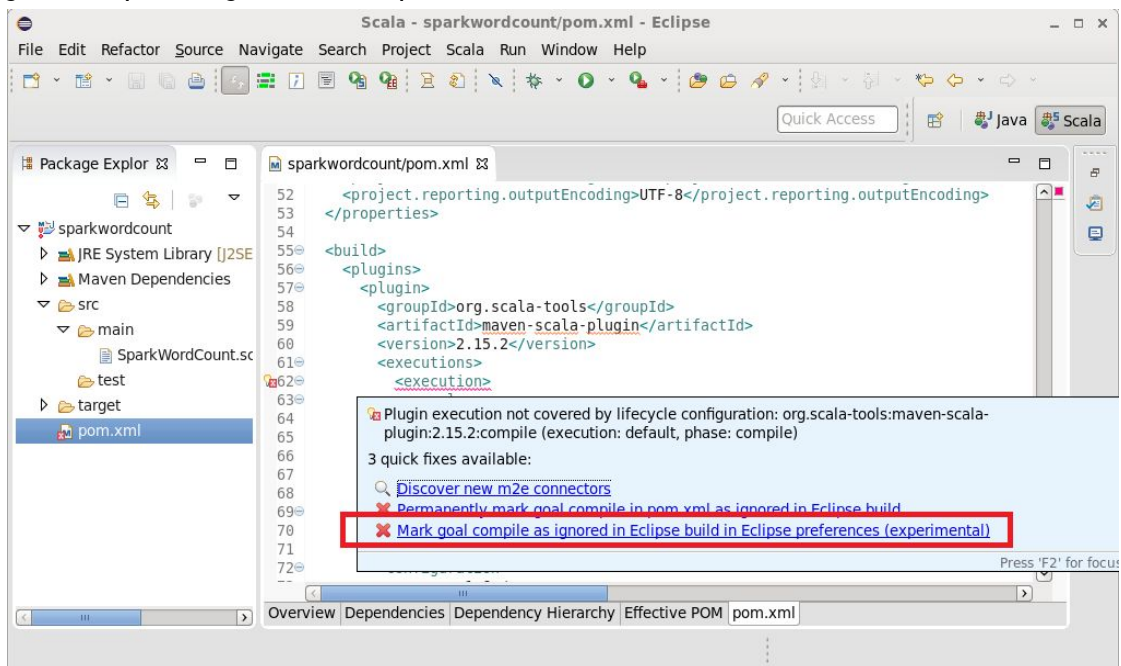 Scala - sparkwordcount/pom.xml - Eclipse
File Edit Refactor Source Navigate Search Project Scala Run Window Help
Quick Access
Java
Scala
Package Explor
sparkwordcount/pom.xml
sparkwordcount
JRE System Library [J2SE
Maven Dependencies
src
main
SparkWordCount.sc
test
target
pom.xml
52 <project.reporting.outputEncoding>UTF-8</project.reporting.outputEncoding>
53 </properties>
54
55 <build>
56 <plugins>
57 <plugin>
58 <groupId>org.scala-tools</groupId>
59 <artifactId>maven-scala-plugin</artifactId>
60 <version>2.15.2</version>
61 <executions>
62 <execution>
63
64
65
66
67
68
69
70
71
72
Plugin execution not covered by lifecycle configuration: org.scala-tools:maven-scala-
plugin:2.15.2:compile (execution: default, phase: compile)
3 quick fixes available:
Discover new m2e connectors
Permanently mark goal compile in pom.xml as ignored in Eclipse build
Mark goal compile as ignored in Eclipse build in Eclipse preferences (experimental)
Press 'F2' for focus
Overview Dependencies Dependency Hierarchy Effective POM pom.xml